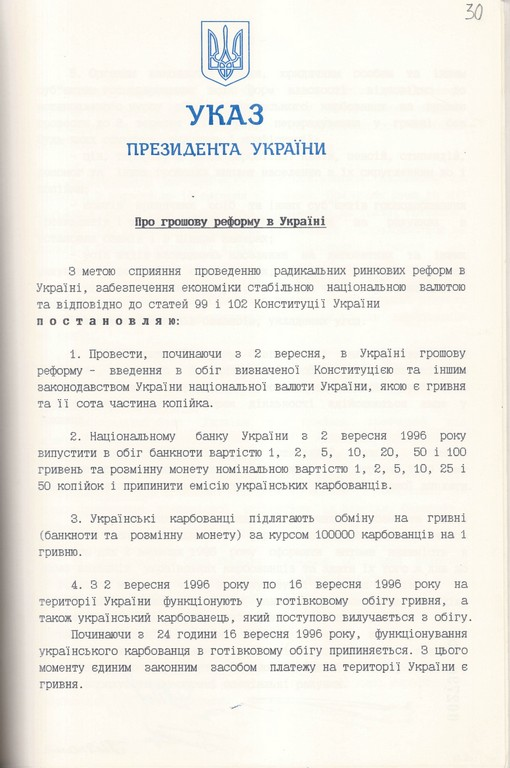 30
УКАЗ
ПРЕЗИДЕНТА УКРАЇНИ
Про грошову реформу в Україні
З метою сприяння проведенню радикальних ринкових реформ в
Україні, забезпечення економіки стабільною національною валютою
та відповідно до статей 99 і 102 Конституції України
п о с т а н о в л я ю:
1. Провести, починаючи з 2 вересня, в Україні грошову
реформу - введення в обіг визначеної Конституцією та іншим
законодавством України національної валюти України, якою є гривня
та її сота частина копійка.
2. Національному банку України з 2 вересня 1996 року
випустити в обіг банкноти вартістю 1, 2, 5, 10, 20, 50 і 100
гривень та розмінну монету номінальною вартістю 1, 2, 5, 10, 25 і
50 копійок і припинити емісію українських карбованців.
3. Українські карбованці підлягають обміну на гривні
(банкноти та розмінну монету) за курсом 100000 карбованців на 1
гривню.
4. З 2 вересня 1996 року по 16 вересня 1996 року на
території України функціонують у готівковому обігу гривня, а
також український карбованець, який поступово вилучається з обігу.
Починаючи з 24 години 16 вересня 1996 року, функціонування
українського карбованця в готівковому обігу припиняється. З цього
моменту єдиним законним засобом платежу на території України є
гривня.